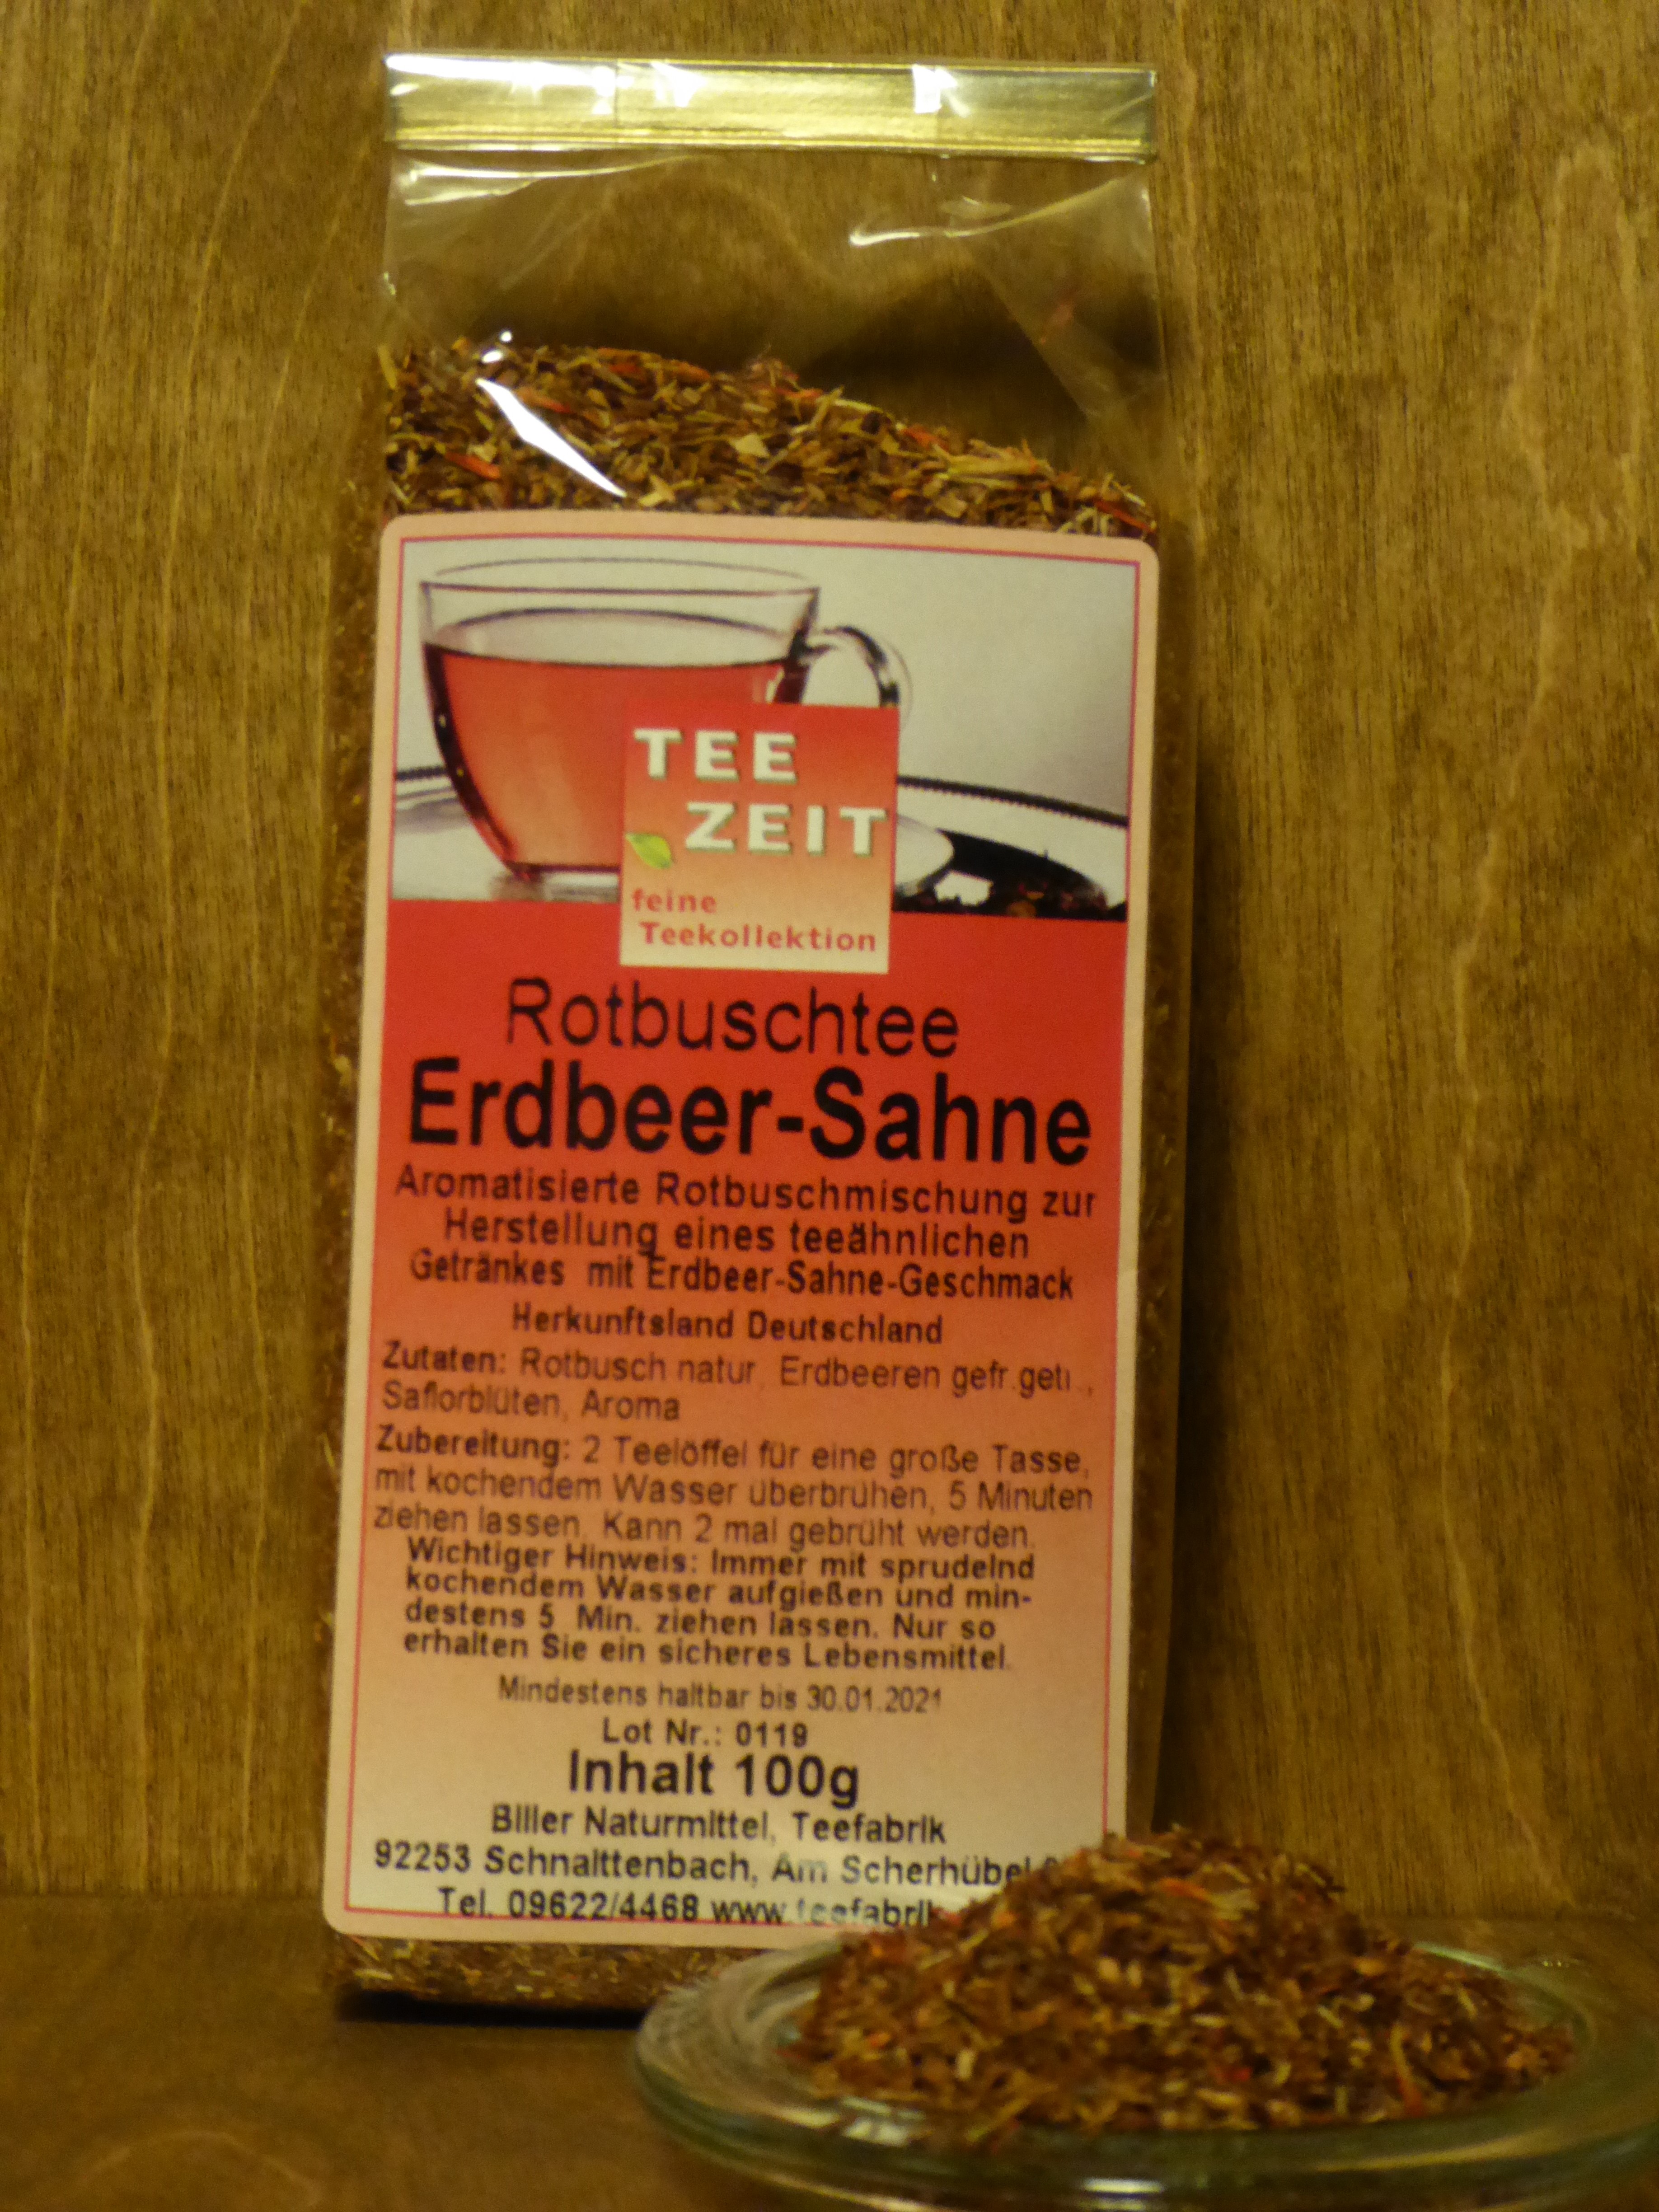 TEE
ZEIT
feine
Teekollektion
Rotbuschtee
Erdbeer-Sahne
Aromatisierte Rotbuschmischung zur
Herstellung eines teeähnlichen
Getränkes mit Erdbeer-Sahne-Geschmack
Herkunftsland Deutschland
Zutaten: Rotbusch natur, Erdbeeren gefr.getr.,
Saflorblüten, Aroma
Zubereitung: 2 Teelöffel für eine große Tasse,
mit kochendem Wasser überbrühen, 5 Minuten
ziehen lassen. Kann 2 mal gebrüht werden.
Wichtiger Hinweis: Immer mit sprudelnd
kochendem Wasser aufgießen und min-
destens 5 Min. ziehen lassen. Nur so
erhalten Sie ein sicheres Lebensmittel.
Mindestens haltbar bis 30.01.2021
Lot Nr.: 0119
Inhalt 100g
Biller Naturmittel, Teefabrik
92253 Schnaittenbach, Am Scherhübel
Tel. 09622/4468 www.teefabrik